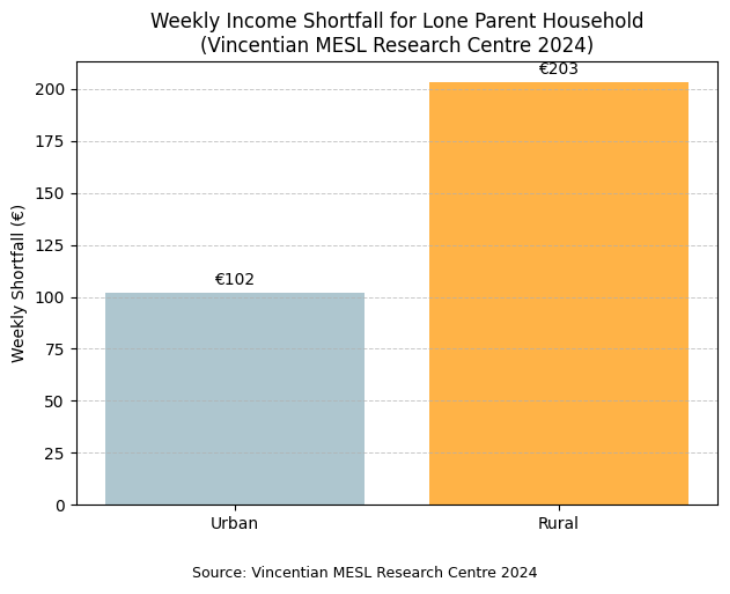 Weekly Income Shortfall for Lone Parent Household
(Vincentian MESL Research Centre 2024)
€203
200
175
150
125
€102
100
75
50
25
0
Weekly Shortfall (€)
Urban
Rural
Source: Vincentian MESL Research Centre 2024